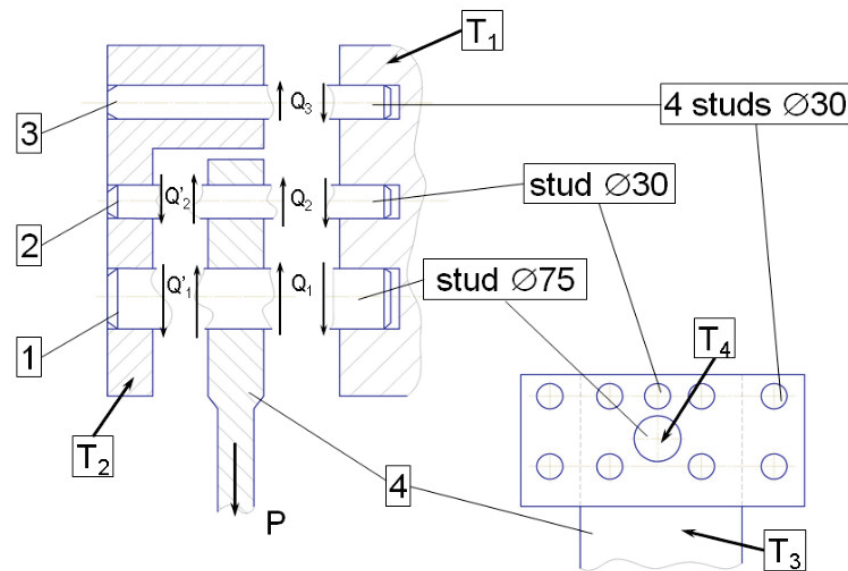 T1
3
Q3
4 studs ∅30
2
Q'2
Q2
stud ∅30
1
Q'1
Q1
stud ∅75
T4
T2
4
P
T3